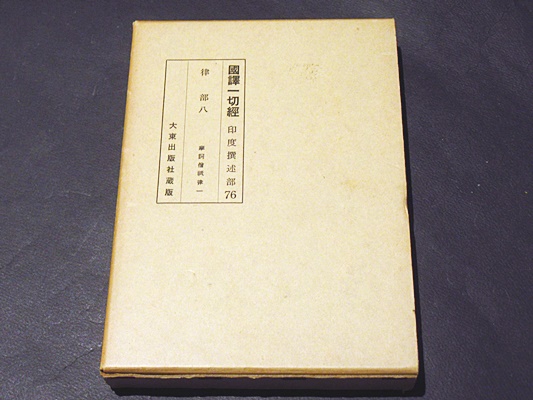 國譯一切經 印度撰述部 76
律部八
摩訶僧祇律一
大東出版社蔵版